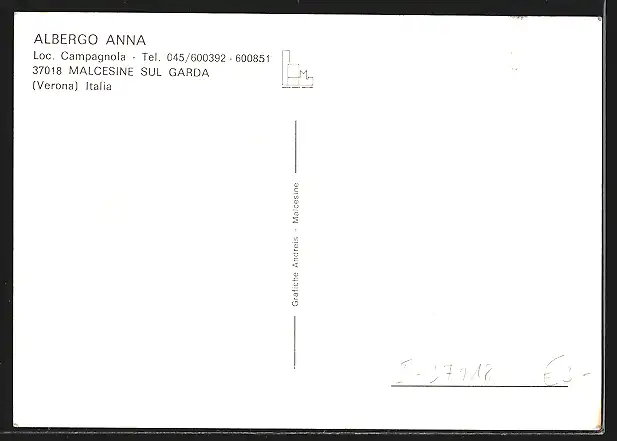 ALBERGO ANNA
Loc. Campagnola - Tel. 045/600392 - 600851
37018 MALCESINE SUL GARDA
(Verona) Italia
Grafiche Andreis - Malcesine